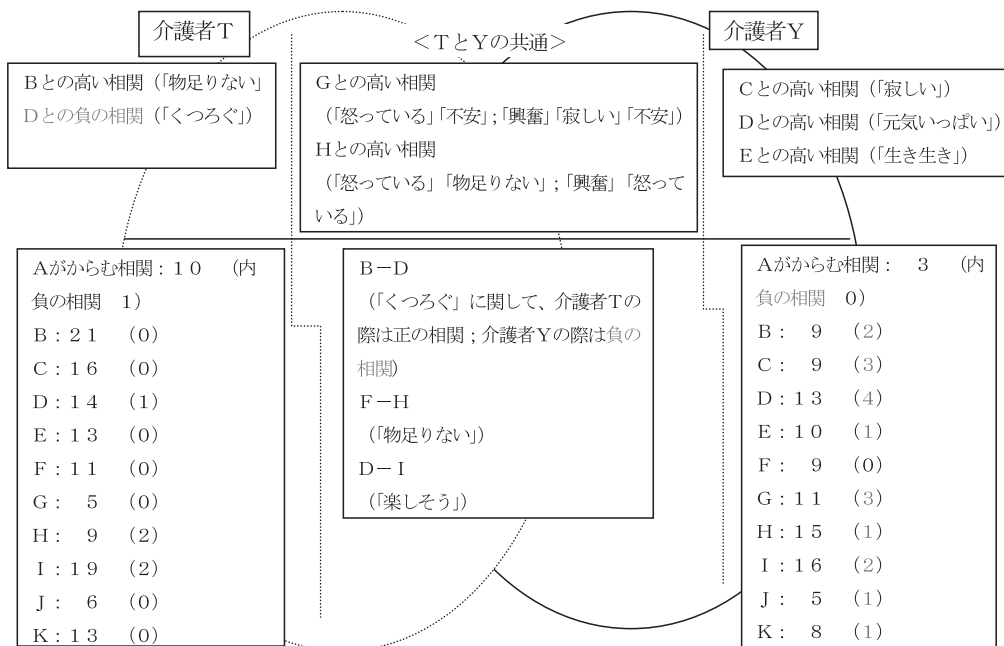 介護者T
<TとYの共通>
介護者Y
Bとの高い相関（「物足りない」
Dとの負の相関（「くつろぐ」）
Gとの高い相関
（「怒っている」「不安」；「興奮」「寂しい」「不安」）
Hとの高い相関
（「怒っている」「物足りない」；「興奮」「怒って
いる」）
Cとの高い相関（「寂しい」）
Dとの高い相関（「元気いっぱい」）
Eとの高い相関（「生き生き」）
Aがからむ相関：１０　（内
負の相関　１）
B：２１　（０）
C：１６　（０）
D：１４　（１）
E：１３　（０）
F：１１　（０）
G：　５　（０）
H：　９　（２）
I：１９　（２）
J：　６　（０）
K：１３　（０）
B－D
（「くつろぐ」に関して、介護者Tの
際は正の相関；介護者Yの際は負の
相関）
F－H
（「物足りない」）
D－I
（「楽しそう」）
Aがからむ相関：　３　（内
負の相関　０）
B：　９　（２）
C：　９　（３）
D：１３　（４）
E：１０　（１）
F：　９　（０）
G：１１　（３）
H：１５　（１）
I：１６　（２）
J：　５　（１）
K：　８　（１）